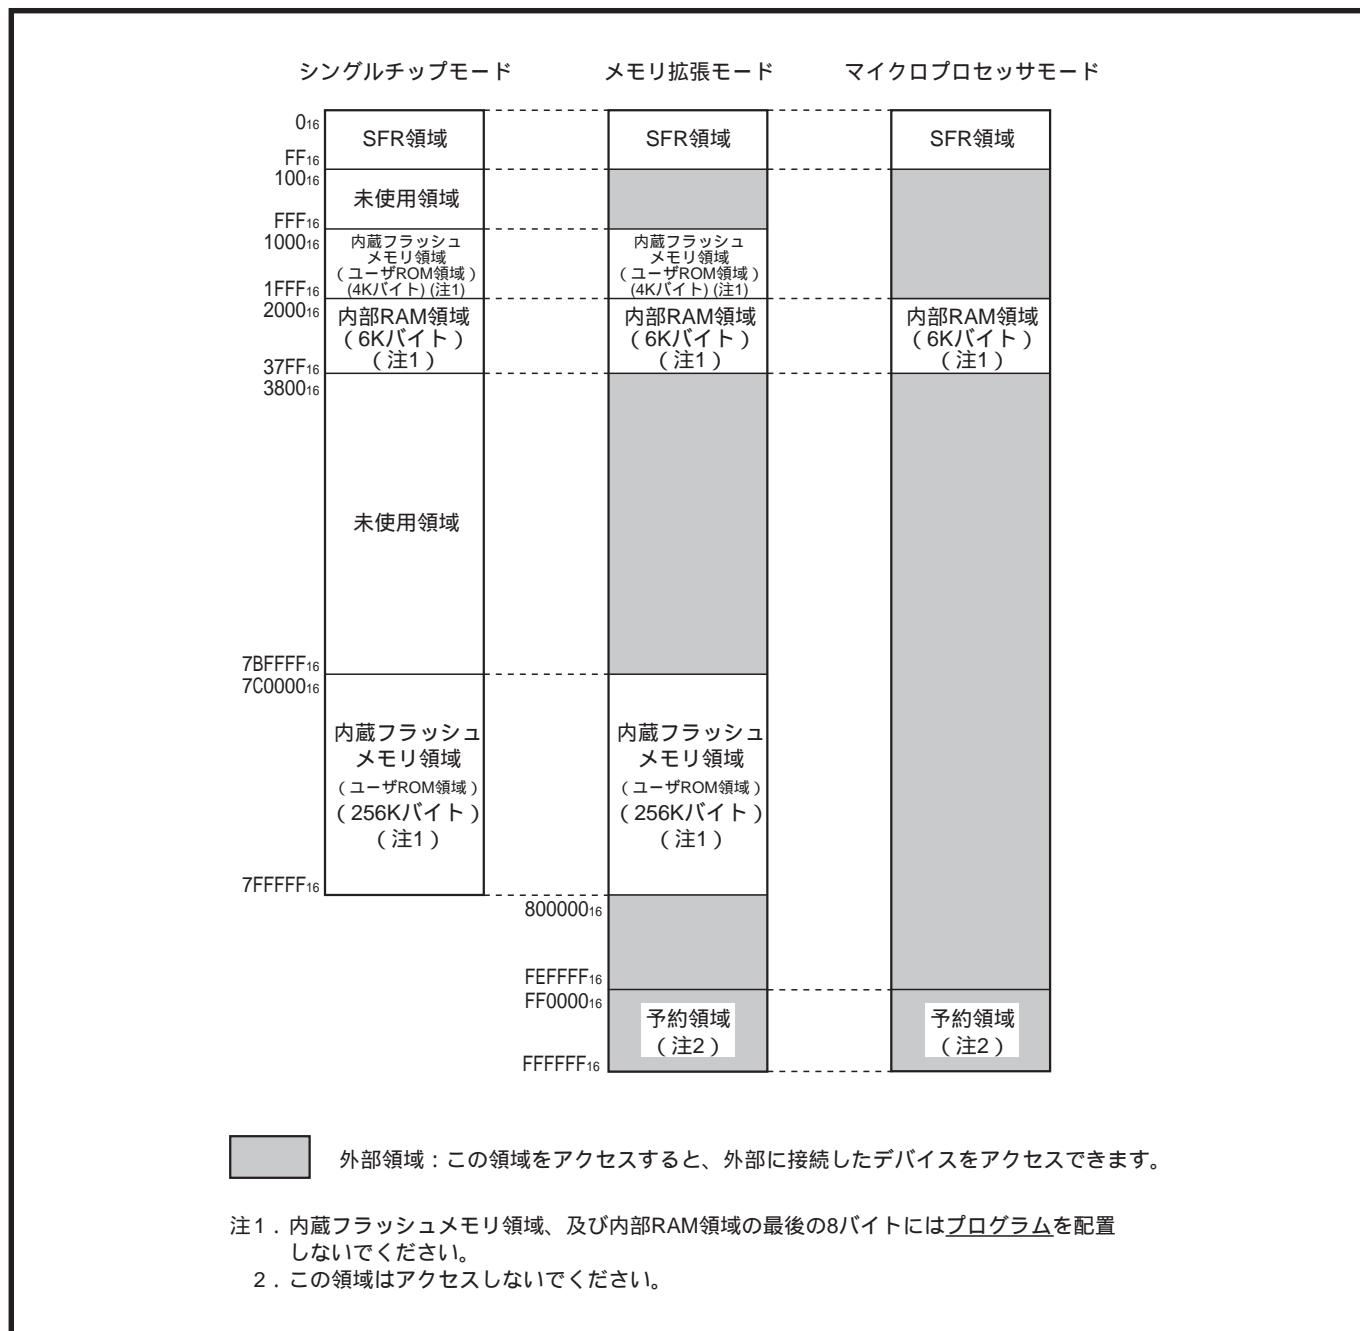 シングルチップモード
メモリ拡張モード
マイクロプロセッサモード
0₁₆
SFR領域
SFR領域
SFR領域
FF₁₆
100₁₆
未使用領域
FFF₁₆
1000₁₆
内蔵フラッシュ
メモリ領域
（ユーザROM領域）
(4Kバイト) (注1)
内蔵フラッシュ
メモリ領域
（ユーザROM領域）
(4Kバイト) (注1)
1FFF₁₆
2000₁₆
内部RAM領域
（6Kバイト）
（注1）
内部RAM領域
（6Kバイト）
（注1）
内部RAM領域
（6Kバイト）
（注1）
37FF₁₆
3800₁₆
未使用領域
7BFFFF₁₆
7C0000₁₆
内蔵フラッシュ
メモリ領域
（ユーザROM領域）
（256Kバイト）
（注1）
内蔵フラッシュ
メモリ領域
（ユーザROM領域）
（256Kバイト）
（注1）
7FFFFF₁₆
800000₁₆
FEFFFF₁₆
FF0000₁₆
予約領域
（注2）
予約領域
（注2）
FFFFFF₁₆
外部領域：この領域をアクセスすると、外部に接続したデバイスをアクセスできます。
注1．内蔵フラッシュメモリ領域、及び内部RAM領域の最後の8バイトにはプログラムを配置
しないでください。
2．この領域はアクセスしないでください。